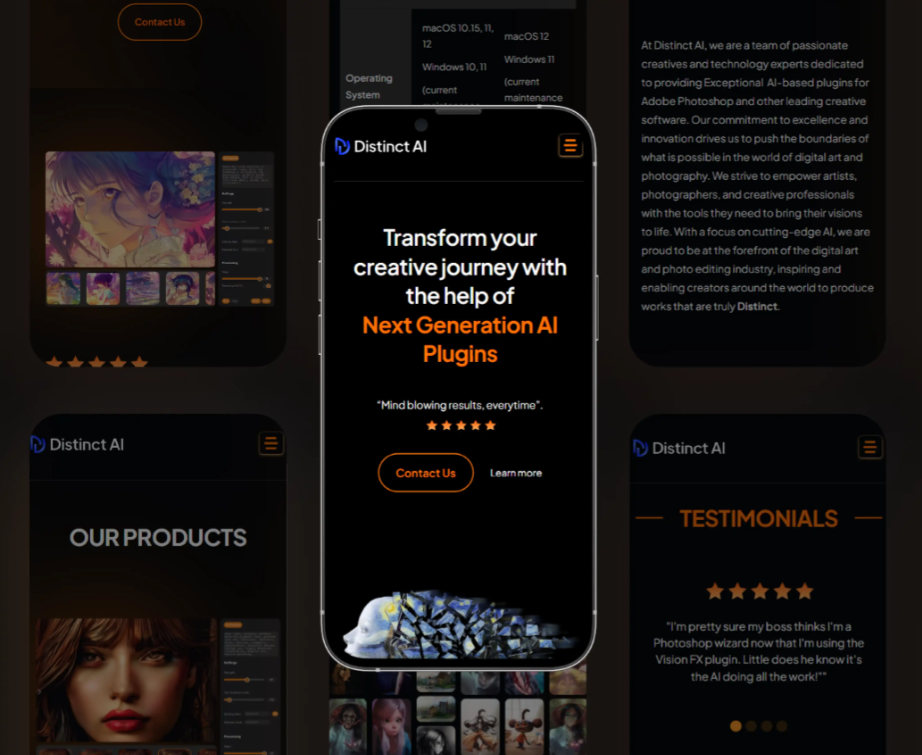 Contact Us
macOS 10.15, 11,
12
Windows 10, 11
(current
Operating
System
macOS 12
Windows 11
(current
maintenance
At Distinct AI, we are a team of passionate
creatives and technology experts dedicated
to providing Exceptional AI-based plugins for
Adobe Photoshop and other leading creative
software. Our commitment to excellence and
innovation drives us to push the boundaries of
what is possible in the world of digital art and
photography. We strive to empower artists,
photographers, and creative professionals
with the tools they need to bring their visions
to life. With a focus on cutting-edge AI, we are
proud to be at the forefront of the digital art
and photo editing industry, inspiring and
enabling creators around the world to produce
works that are truly Distinct.
Distinct AI
Transform your
creative journey with
the help of
Next Generation AI
Plugins
"Mind blowing results, everytime".
Contact Us
Learn more
Distinct AI
OUR PRODUCTS
Distinct AI
TESTIMONIALS
"I'm pretty sure my boss thinks I'm a
Photoshop wizard now that I'm using the
Vision FX plugin. Little does he know it's
the AI doing all the work!""